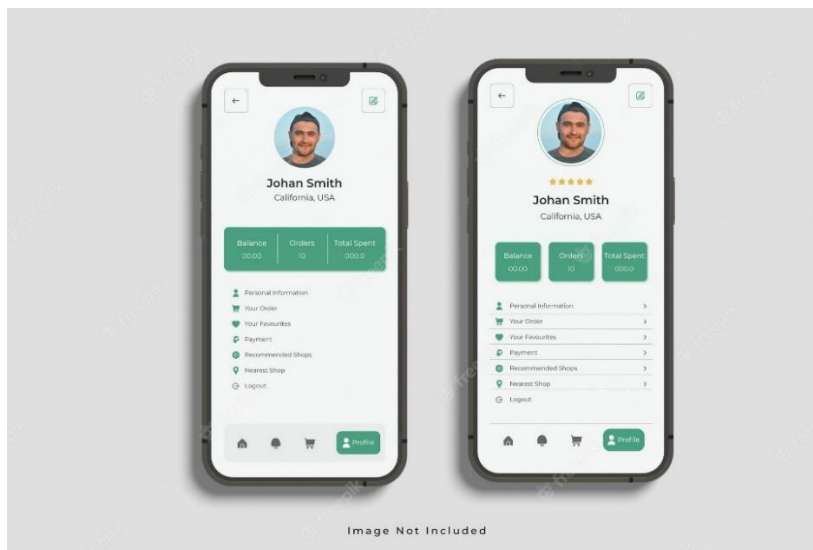 Johan Smith
California, USA
Balance Orders Total Spent
00.00 10 000.0
Personal Information
Your Order
Your Favourites
Payment
Recommended Shops
Nearest Shop
Logout
Profile
Johan Smith
California, USA
Balance Orders Total Spent
00.00 10 000.0
Personal Information
Your Order
Your Favourites
Payment
Recommended Shops
Nearest Shop
Logout
Profile
Image Not Included